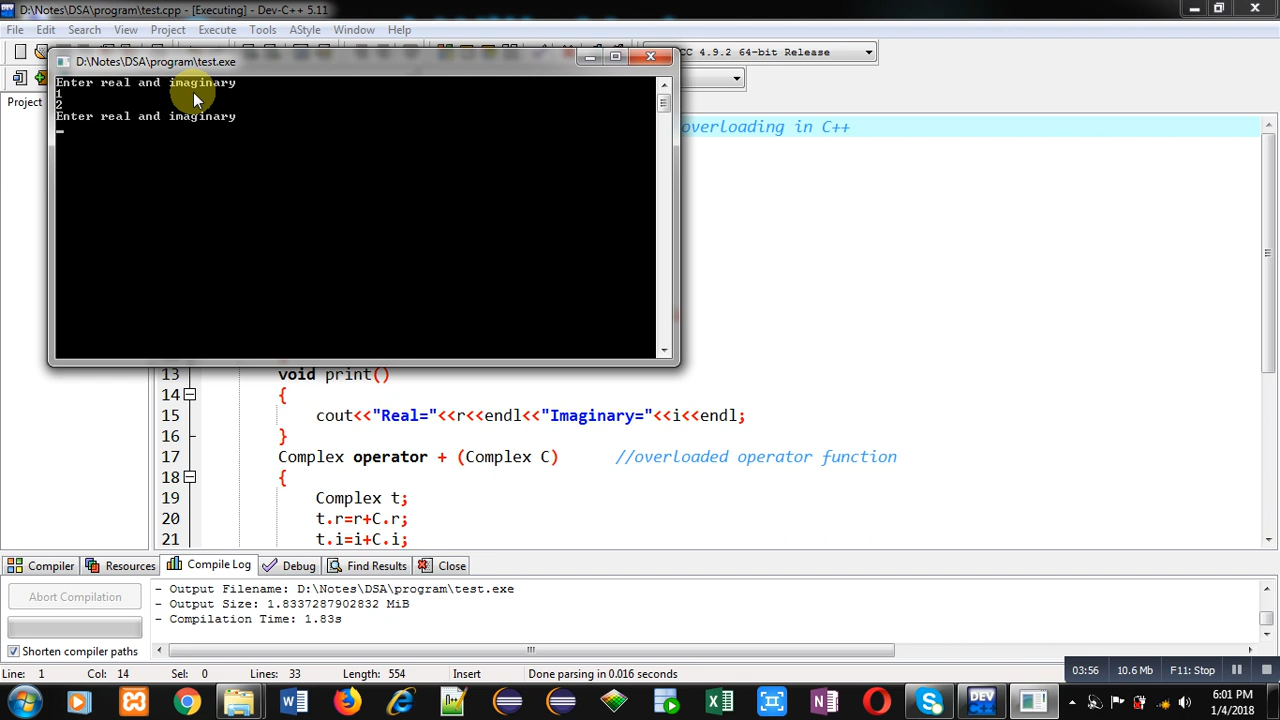 D:\Notes\DSA\program\test.cpp - [Executing] - Dev-C++ 5.11
File Edit Search View Project Execute Tools AStyle Window Help
CC 4.9.2 64-bit Release
D:\Notes\DSA\program\test.exe
Enter real and imaginary
1
2
Enter real and imaginary
Project
overloading in C++
13 void print()
14 {
15 cout<<"Real="<<r<<endl<<"Imaginary="<<i<<endl;
16 }
17 Complex operator + (Complex C) //overloaded operator function
18 {
19 Complex t;
20 t.r=r+C.r;
21 t.i=i+C.i;
Compiler Resources Compile Log Debug Find Results Close
Abort Compilation
Shorten compiler paths
- Output Filename: D:\Notes\DSA\program\test.exe
- Output Size: 1.8337287902832 MiB
- Compilation Time: 1.83s
Line: 1 Col: 14 Sel: 0 Lines: 33 Length: 554 Insert Done parsing in 0.016 seconds
03:56 10.6 Mb F11: Stop
DEV C++
6:01 PM
1/4/2018